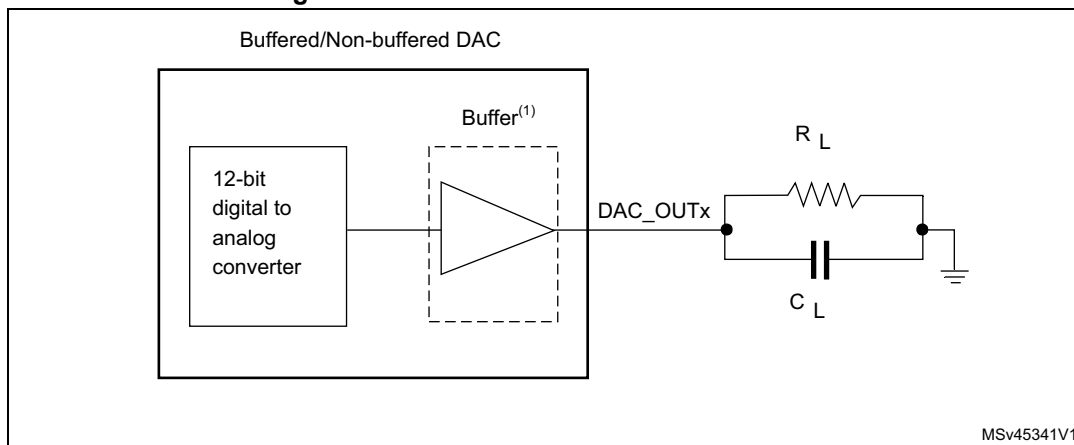 Buffered/Non-buffered DAC
Buffer(1)
12-bit
digital to
analog
converter
DAC_OUTx
R L
C L
MSv45341V1